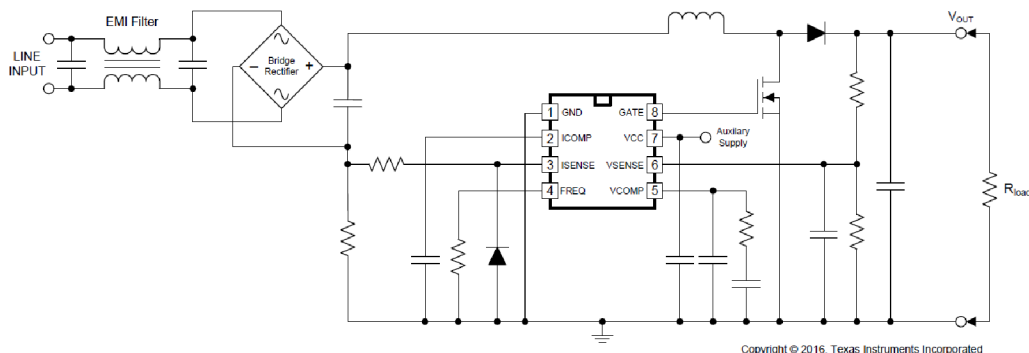 EMI Filter
LINE
INPUT
Bridge
Rectifier
− +
VOUT
1 GND GATE 8
2 ICOMP VCC 7
3 ISENSE VSENSE 6
4 FREQ VCOMP 5
Auxilary
Supply
Rload
Copyright © 2016, Texas Instruments Incorporated